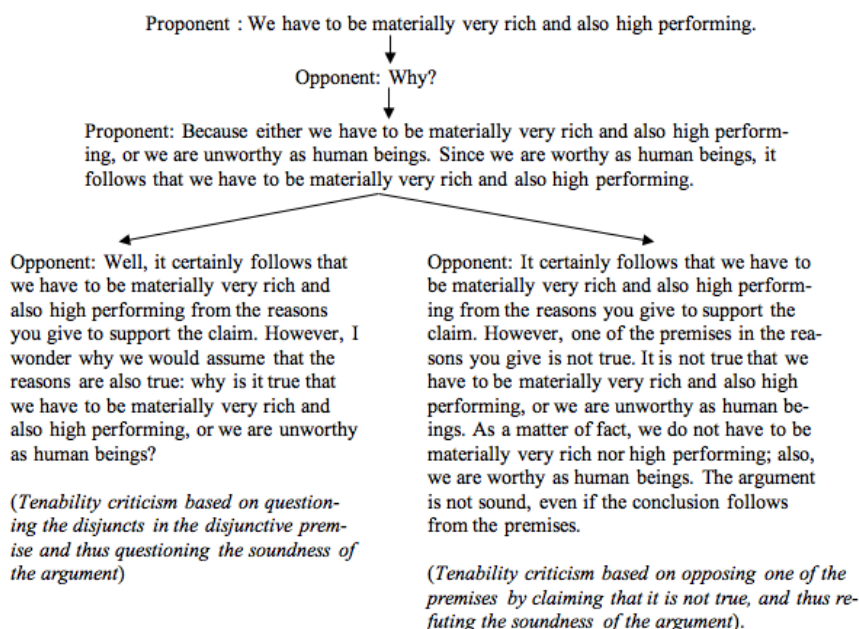 Proponent : We have to be materially very rich and also high performing.
Opponent: Why?
Proponent: Because either we have to be materially very rich and also high perform-
ing, or we are unworthy as human beings. Since we are worthy as human beings, it
follows that we have to be materially very rich and also high performing.
Opponent: Well, it certainly follows that
we have to be materially very rich and
also high performing from the reasons
you give to support the claim. However, I
wonder why we would assume that the
reasons are also true: why is it true that
we have to be materially very rich and
also high performing, or we are unworthy
as human beings?
(Tenability criticism based on question-
ing the disjuncts in the disjunctive prem-
ise and thus questioning the soundness of
the argument)
Opponent: It certainly follows that we have to
be materially very rich and also high perform-
ing from the reasons you give to support the
claim. However, one of the premises in the rea-
sons you give is not true. It is not true that we
have to be materially very rich and also high
performing, or we are unworthy as human be-
ings. As a matter of fact, we do not have to be
materially very rich nor high performing; also,
we are worthy as human beings. The argument
is not sound, even if the conclusion follows
from the premises.
(Tenability criticism based on opposing one of the
premises by claiming that it is not true, and thus re-
futing the soundness of the argument).